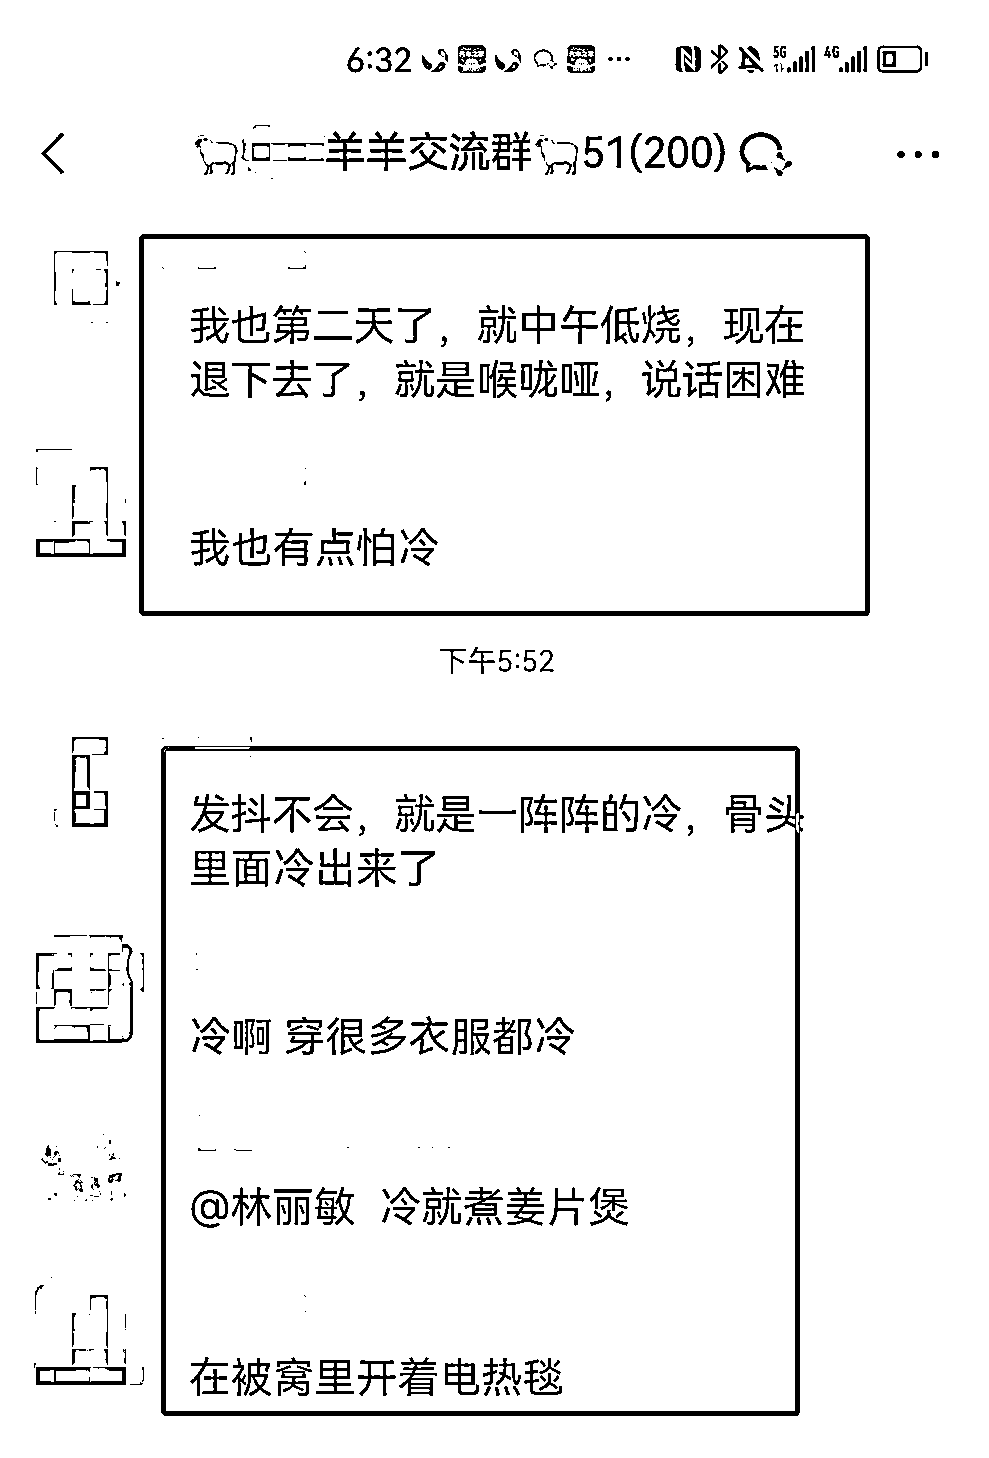 6:32
5G 4G
羊羊交流群51(200)
我也第二天了，就中午低烧，现在
退下去了，就是喉咙哑，说话困难
我也有点怕冷
下午5:52
发抖不会，就是一阵阵的冷，骨头
里面冷出来了
冷啊 穿很多衣服都冷
@林丽敏 冷就煮姜片煲
在被窝里开着电热毯